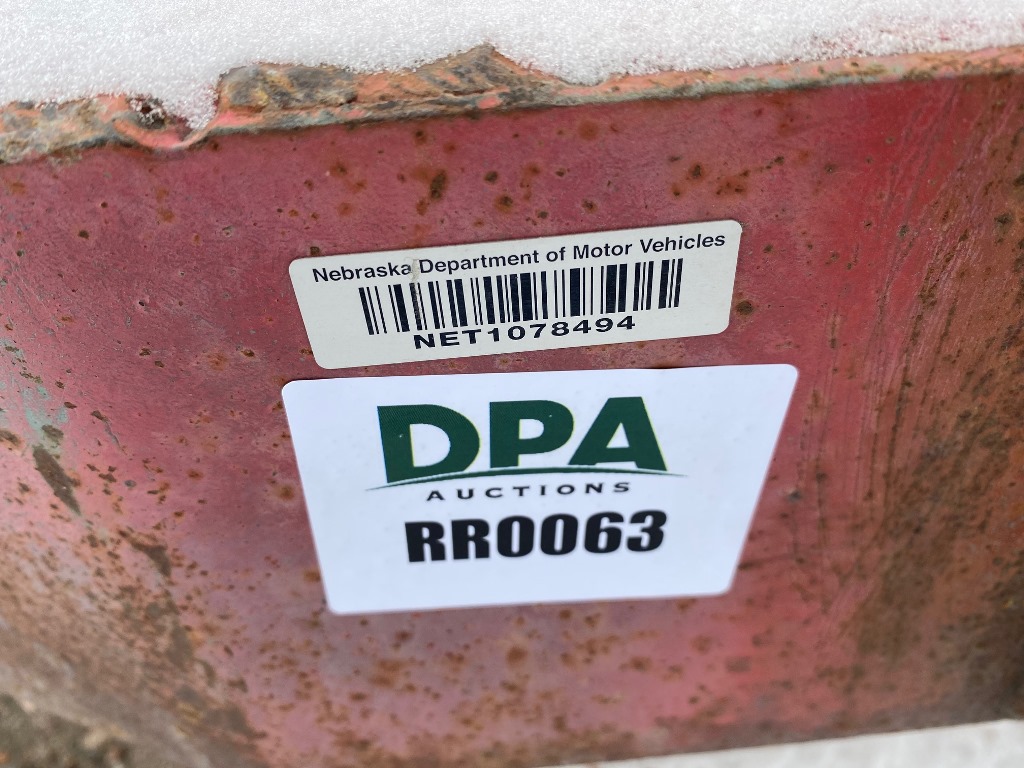 Nebraska Department of Motor Vehicles
NET1078494
DPA
AUCTIONS
RR0063